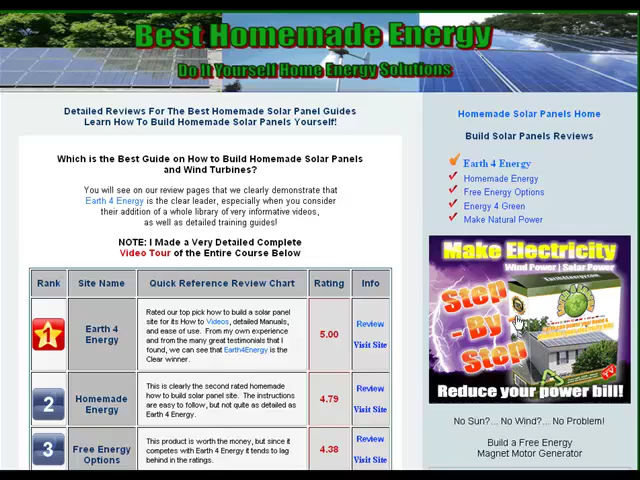 Best Homemade Energy
Do It Yourself Home Energy Solutions
Detailed Reviews For The Best Homemade Solar Panel Guides
Learn How To Build Homemade Solar Panels Yourself!
Which is the Best Guide on How to Build Homemade Solar Panels
and Wind Turbines?
You will see on our review pages that we clearly demonstrate that
Earth 4 Energy is the clear leader, especially when you consider
their addition of a whole library of very informative videos,
as well as detailed training guides!
NOTE: I Made a Very Detailed Complete
Video Tour of the Entire Course Below
Rank Site Name Quick Reference Review Chart Rating Info
1
Earth 4
Energy
Rated our top pick how to build a solar panel
site for its How to Videos, detailed Manuals,
and ease of use. From my own experience
and from the many great testimonials that I
found, we can see that Earth4Energy is the
Clear winner.
5.00
Review
Visit Site
2
Homemade
Energy
This is clearly the second rated homemade
how to build solar panel site. The instructions
are easy to follow, but not quite as detailed as
Earth 4 Energy.
4.79
Review
Visit Site
3
Free Energy
Options
This product is worth the money, but since it
competes with Earth 4 Energy it tends to lag
behind in the ratings.
4.38
Review
Visit Site
Homemade Solar Panels Home
Build Solar Panels Reviews
Earth 4 Energy
Homemade Energy
Free Energy Options
Energy 4 Green
Make Natural Power
Make Electricity
Wind Power | Solar Power
Step
- By -
Step
Reduce your power bill!
No Sun?... No Wind?... No Problem!
Build a Free Energy
Magnet Motor Generator